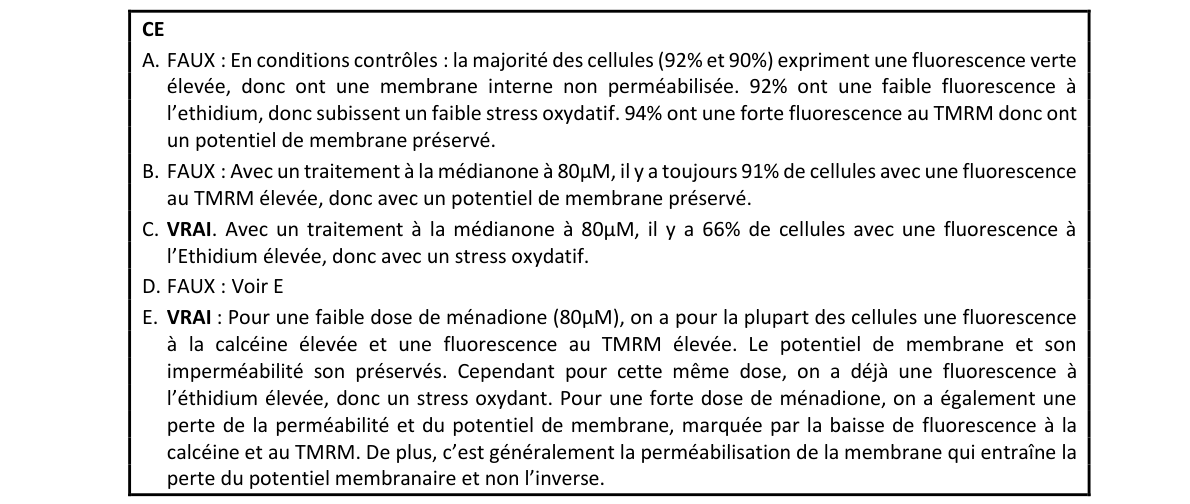 CE
A. FAUX : En conditions contrôles : la majorité des cellules (92% et 90%) expriment une fluorescence verte
élevée, donc ont une membrane interne non perméabilisée. 92% ont une faible fluorescence à
l’ethidium, donc subissent un faible stress oxydatif. 94% ont une forte fluorescence au TMRM donc ont
un potentiel de membrane préservé.
B. FAUX : Avec un traitement à la médianone à 80µM, il y a toujours 91% de cellules avec une fluorescence
au TMRM élevée, donc avec un potentiel de membrane préservé.
C. VRAI. Avec un traitement à la médianone à 80µM, il y a 66% de cellules avec une fluorescence à
l’Ethidium élevée, donc avec un stress oxydatif.
D. FAUX : Voir E
E. VRAI : Pour une faible dose de ménadione (80µM), on a pour la plupart des cellules une fluorescence
à la calcéine élevée et une fluorescence au TMRM élevée. Le potentiel de membrane et son
imperméabilité son préservés. Cependant pour cette même dose, on a déjà une fluorescence à
l’éthidium élevée, donc un stress oxydant. Pour une forte dose de ménadione, on a également une
perte de la perméabilité et du potentiel de membrane, marquée par la baisse de fluorescence à la
calcéine et au TMRM. De plus, c’est généralement la perméabilisation de la membrane qui entraîne la
perte du potentiel membranaire et non l’inverse.